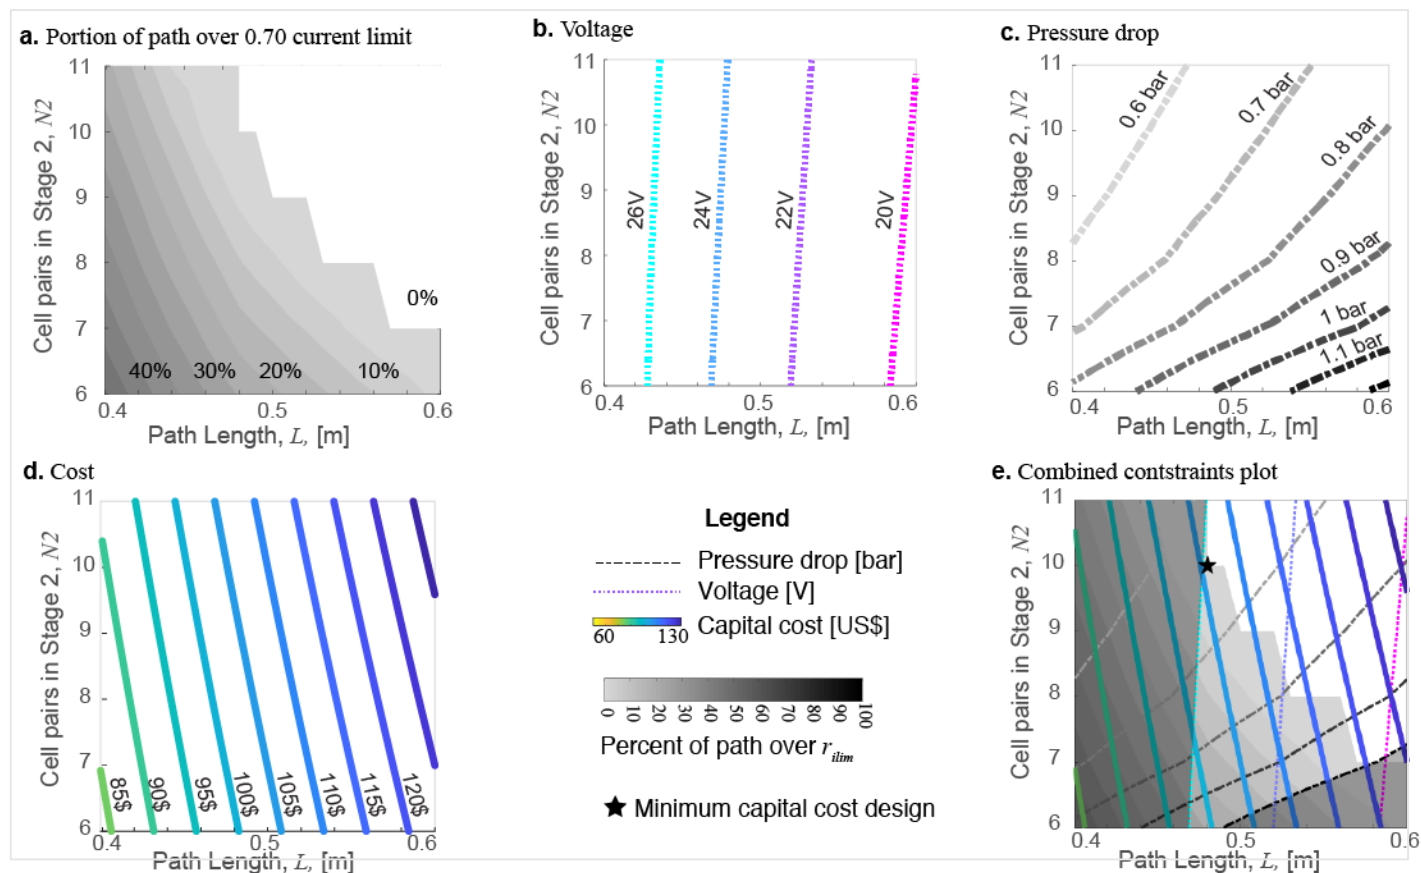 a. Portion of path over 0.70 current limit
11
10
9
8
7
6
Cell pairs in Stage 2, N2
0%
40% 30% 20% 10%
0.4 0.5 0.6
Path Length, L, [m]
b. Voltage
11
10
9
8
7
6
Cell pairs in Stage 2, N2
26V 24V 22V 20V
0.4 0.5 0.6
Path Length, L, [m]
c. Pressure drop
11
10
9
8
7
6
Cell pairs in Stage 2, N2
0.6 bar
0.7 bar
0.8 bar
0.9 bar
1 bar
1.1 bar
0.4 0.5 0.6
Path Length, L, [m]
d. Cost
11
10
9
8
7
6
Cell pairs in Stage 2, N2
85$ 90$ 95$ 100$ 105$ 110$ 115$ 120$
0.4 0.5 0.6
Path Length, L, [m]
Legend
Pressure drop [bar]
Voltage [V]
Capital cost [US$]
60 130
0 10 20 30 40 50 60 70 80 90 100
Percent of path over rilim
Minimum capital cost design
e. Combined contstraints plot
11
10
9
8
7
6
Cell pairs in Stage 2, N2
0.4 0.5 0.6
Path Length, L, [m]